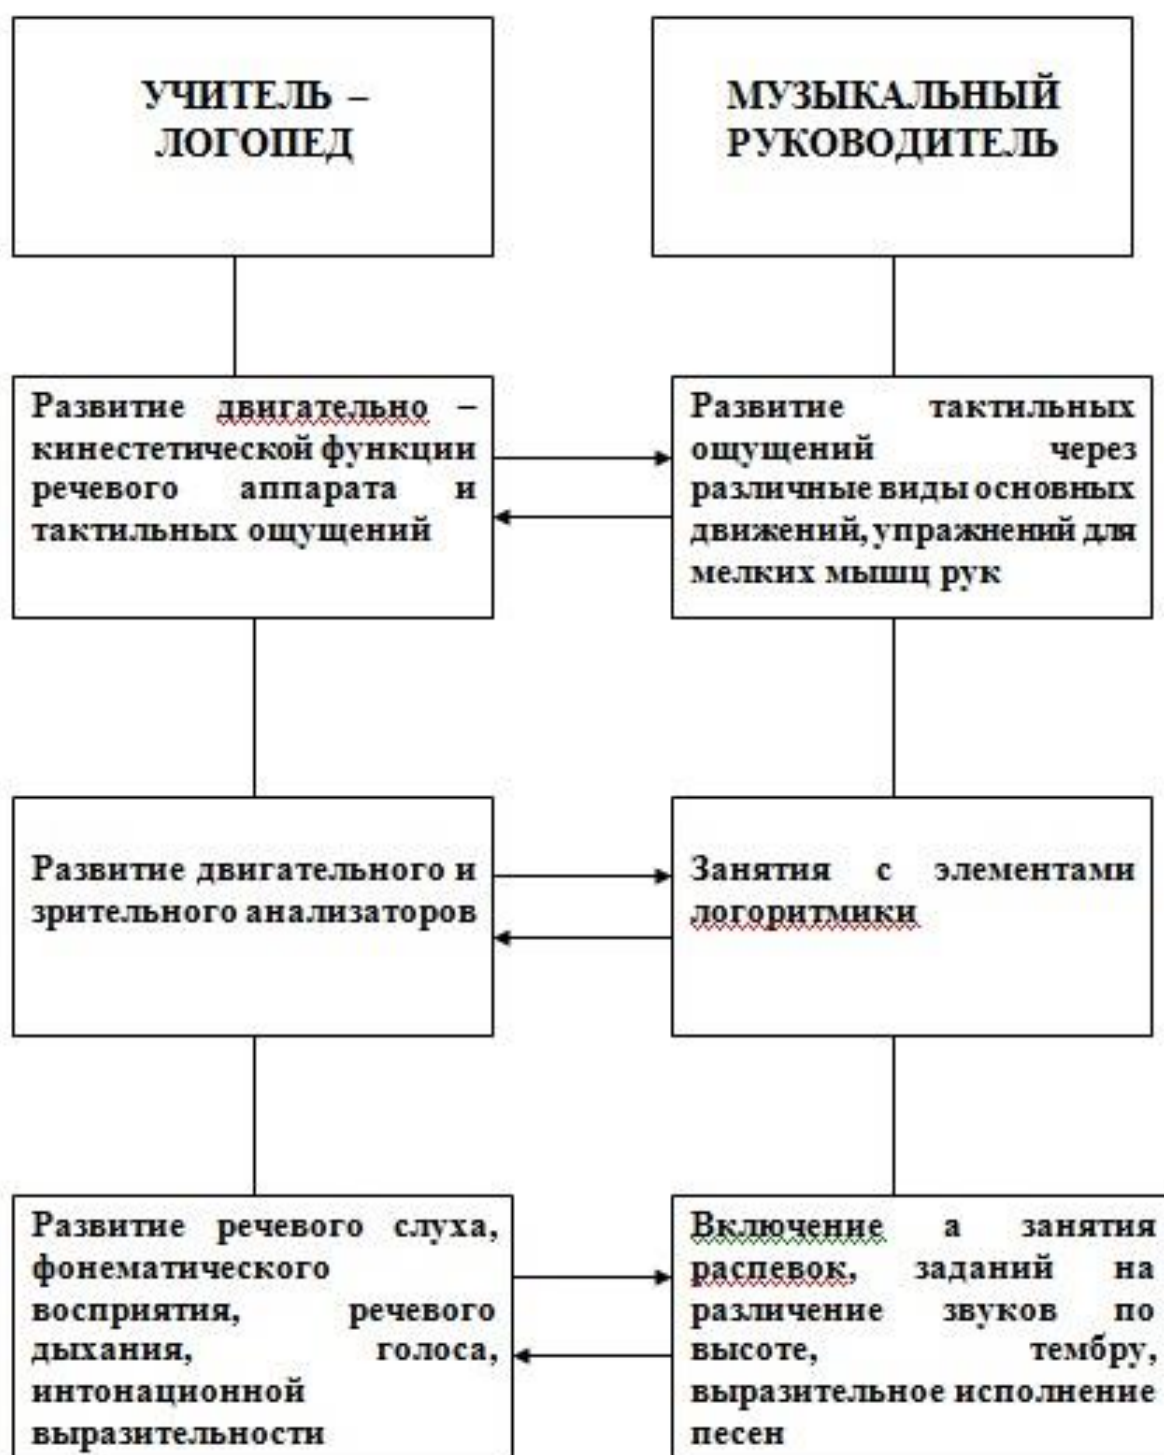 УЧИТЕЛЬ –
ЛОГОПЕД
МУЗЫКАЛЬНЫЙ
РУКОВОДИТЕЛЬ
Развитие двигательно –
кинестетической функции
речевого аппарата и
тактильных ощущений
Развитие тактильных
ощущений через
различные виды основных
движений, упражнений для
мелких мышц рук
Развитие двигательного и
зрительного анализаторов
Занятия с элементами
логоритмики
Развитие речевого слуха,
фонематического
восприятия, речевого
дыхания, голоса,
интонационной
выразительности
Включение а занятия
распевок, заданий на
различение звуков по
высоте, тембру,
выразительное исполнение
песен